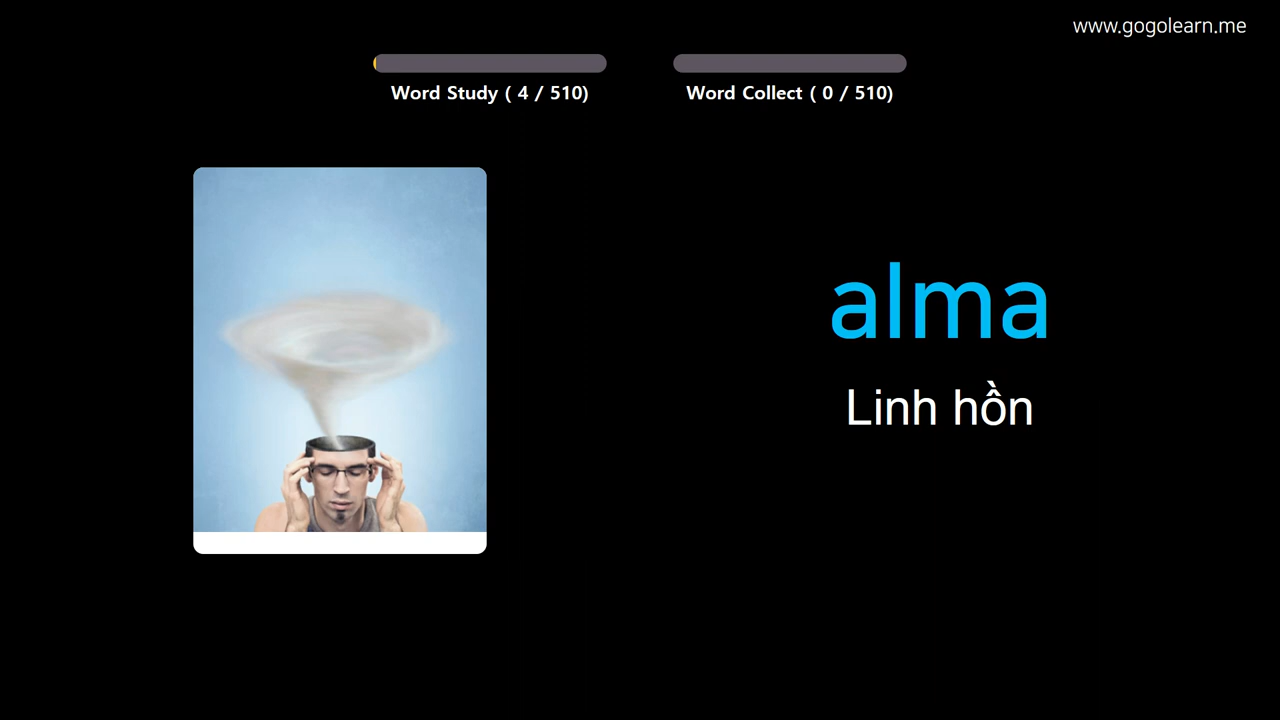 www.gogolearn.me
Word Study ( 4 / 510)
Word Collect ( 0 / 510)
alma
Linh hồn